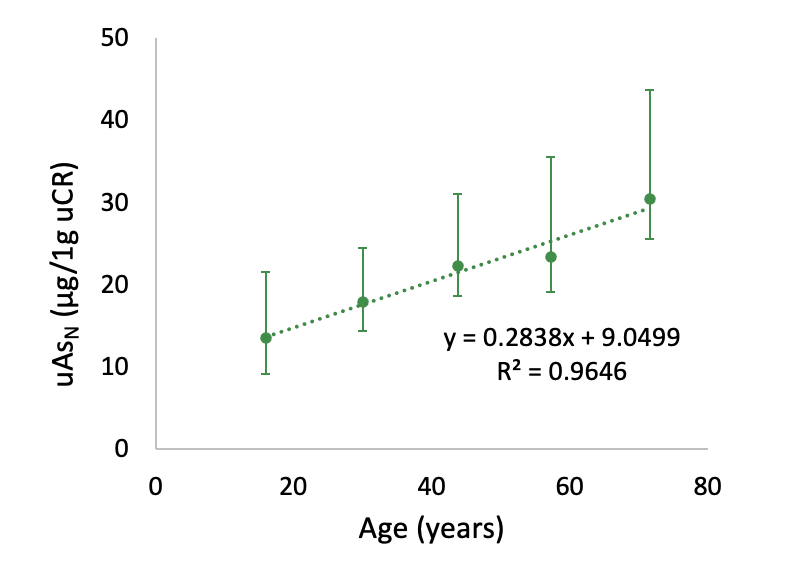 50
40
30
20
10
0
uAsN (µg/1g uCR)
y = 0.2838x + 9.0499
R² = 0.9646
0 20 40 60 80
Age (years)